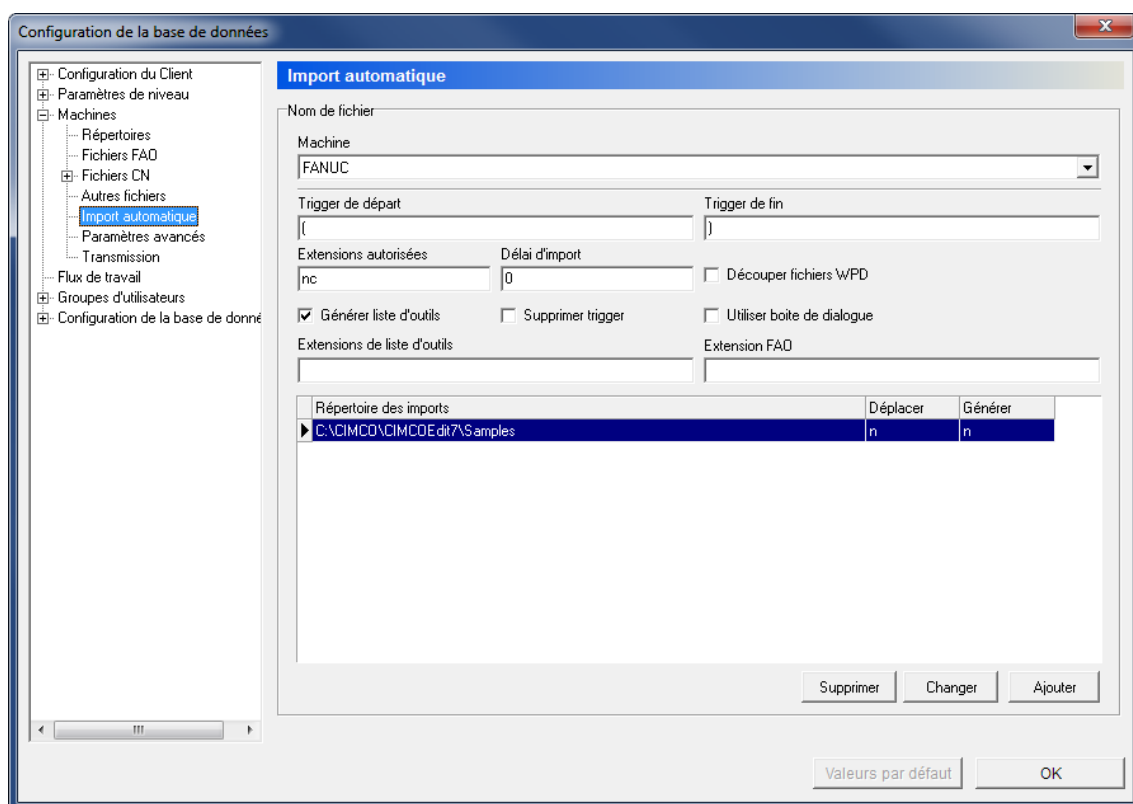 Configuration de la base de données
Configuration du Client
Paramètres de niveau
Machines
Répertoires
Fichiers FAO
Fichiers CN
Autres fichiers
Import automatique
Paramètres avancés
Transmission
Flux de travail
Groupes d'utilisateurs
Configuration de la base de donné
Import automatique
Nom de fichier
Machine
FANUC
Trigger de départ Trigger de fin
( )
Extensions autorisées Délai d'import
nc 0 Découper fichiers WPD
Générer liste d'outils Supprimer trigger Utiliser boite de dialogue
Extensions de liste d'outils Extension FAO
Répertoire des imports Déplacer Générer
C:\CIMCO\CIMCOEdit7\Samples n n
Supprimer Changer Ajouter
Valeurs par défaut OK